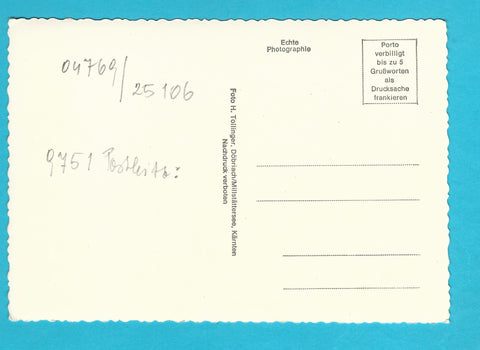 04769/
25106
9751 Postleitz:
Echte
Photographie
Porto
verbilligt
bis zu 5
Grußworten
als
Drucksache
frankieren
Foto H. Tollinger, Döbriach/Millstättersee, Kärnten
Nachdruck verboten